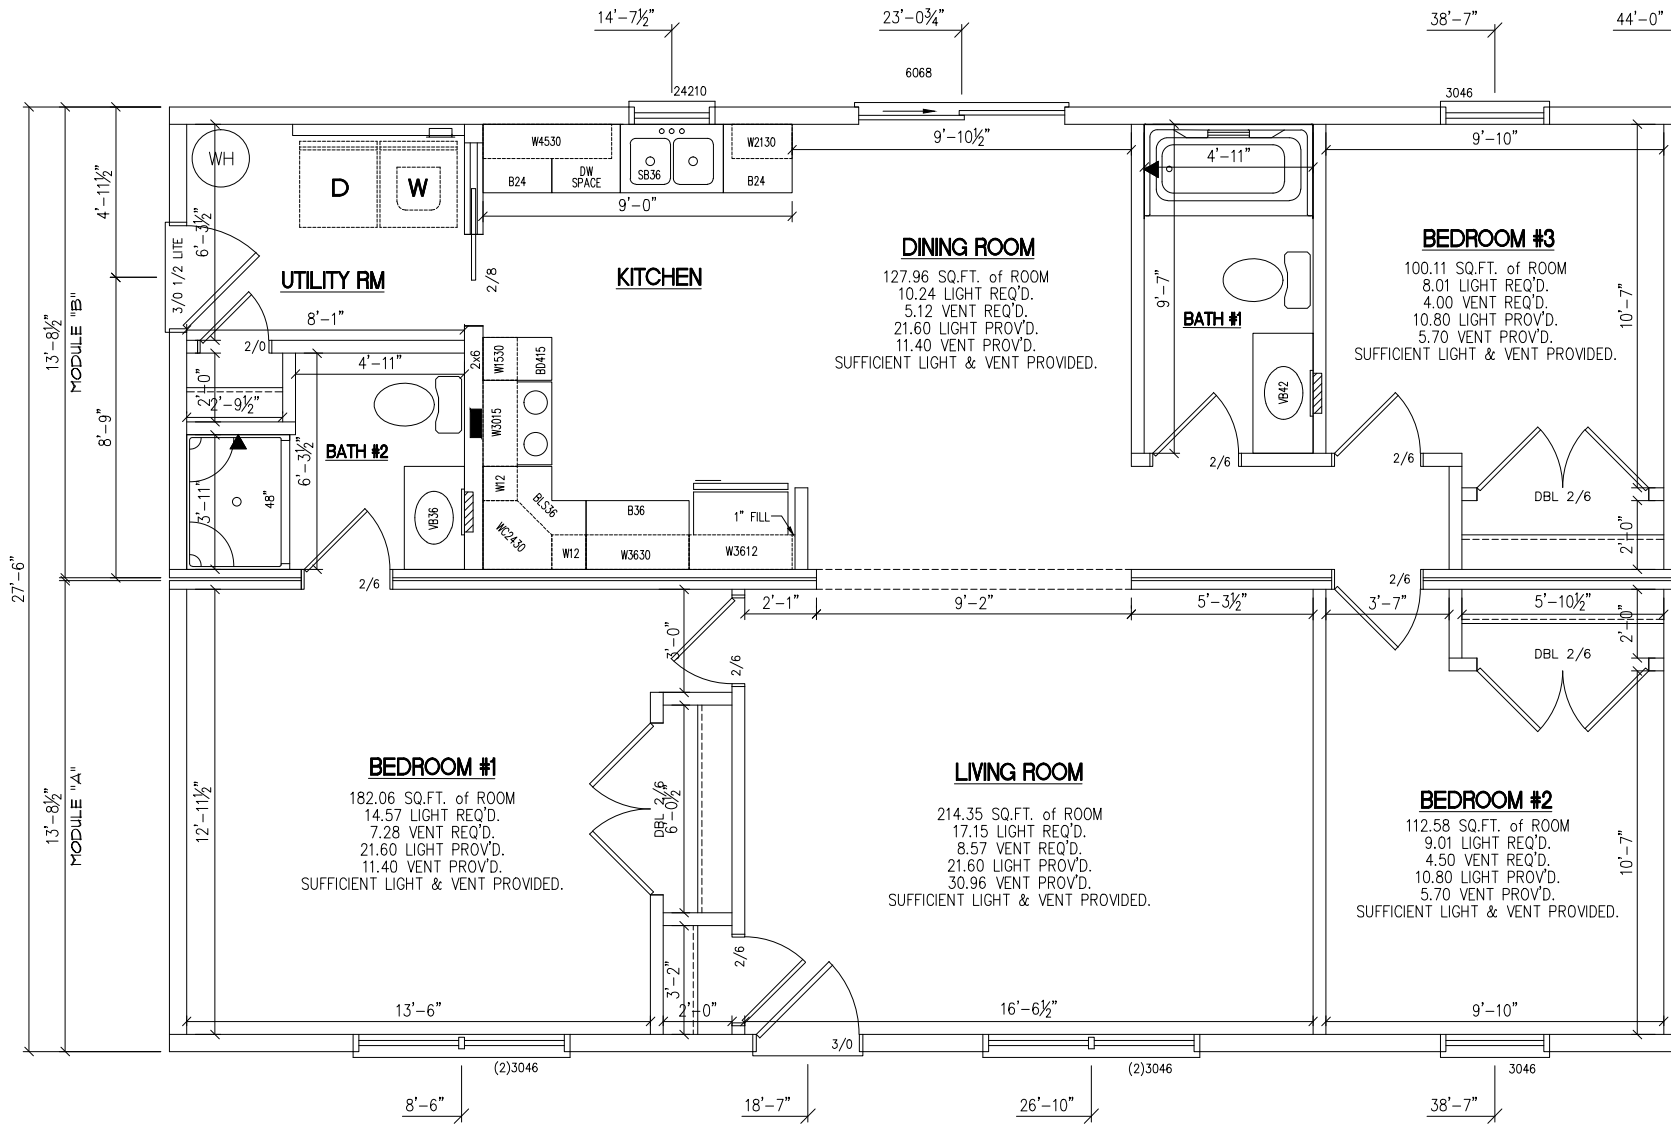 14'-7½"
23'-0¾"
38'-7"
44'-0"
6068
24210
3046
W4530
W2130
SB36
DW
SPACE
B24
B24
9'-0"
9'-10½"
4'-11"
9'-10"
WH
D
W
4'-11½"
6'-3½"
3/0 1/2 LITE
UTILITY RM
2/8
KITCHEN
DINING ROOM
127.96 SQ.FT. of ROOM
10.24 LIGHT REQ'D.
5.12 VENT REQ'D.
21.60 LIGHT PROV'D.
11.40 VENT PROV'D.
SUFFICIENT LIGHT & VENT PROVIDED.
9'-7"
BATH #1
VB42
BEDROOM #3
100.11 SQ.FT. of ROOM
8.01 LIGHT REQ'D.
4.00 VENT REQ'D.
10.80 LIGHT PROV'D.
5.70 VENT PROV'D.
SUFFICIENT LIGHT & VENT PROVIDED.
10'-7"
13'-8½"
MODULE "B"
8'-9"
27'-6"
8'-1"
2/0
4'-11"
2x6
W1530
BD415
W3015
2'-0"
2'-9½"
BATH #2
6'-3½"
3'-11"
48"
VB36
W12
BLS36
WC2430
W12
B36
W3630
1" FILL
W3612
2/6
2/6
2/6
DBL 2/6
2'-0"
2/6
2/6
2'-1"
9'-2"
5'-3½"
3'-7"
5'-10½"
2'-0"
DBL 2/6
3'-0"
2/6
13'-8½"
MODULE "A"
12'-11½"
BEDROOM #1
182.06 SQ.FT. of ROOM
14.57 LIGHT REQ'D.
7.28 VENT REQ'D.
21.60 LIGHT PROV'D.
11.40 VENT PROV'D.
SUFFICIENT LIGHT & VENT PROVIDED.
DBL 2/6
6'-0½"
LIVING ROOM
214.35 SQ.FT. of ROOM
17.15 LIGHT REQ'D.
8.57 VENT REQ'D.
21.60 LIGHT PROV'D.
30.96 VENT PROV'D.
SUFFICIENT LIGHT & VENT PROVIDED.
BEDROOM #2
112.58 SQ.FT. of ROOM
9.01 LIGHT REQ'D.
4.50 VENT REQ'D.
10.80 LIGHT PROV'D.
5.70 VENT PROV'D.
SUFFICIENT LIGHT & VENT PROVIDED.
10'-7"
2/6
3'-2"
13'-6"
2'-0"
16'-6½"
9'-10"
3/0
(2)3046
(2)3046
3046
8'-6"
18'-7"
26'-10"
38'-7"